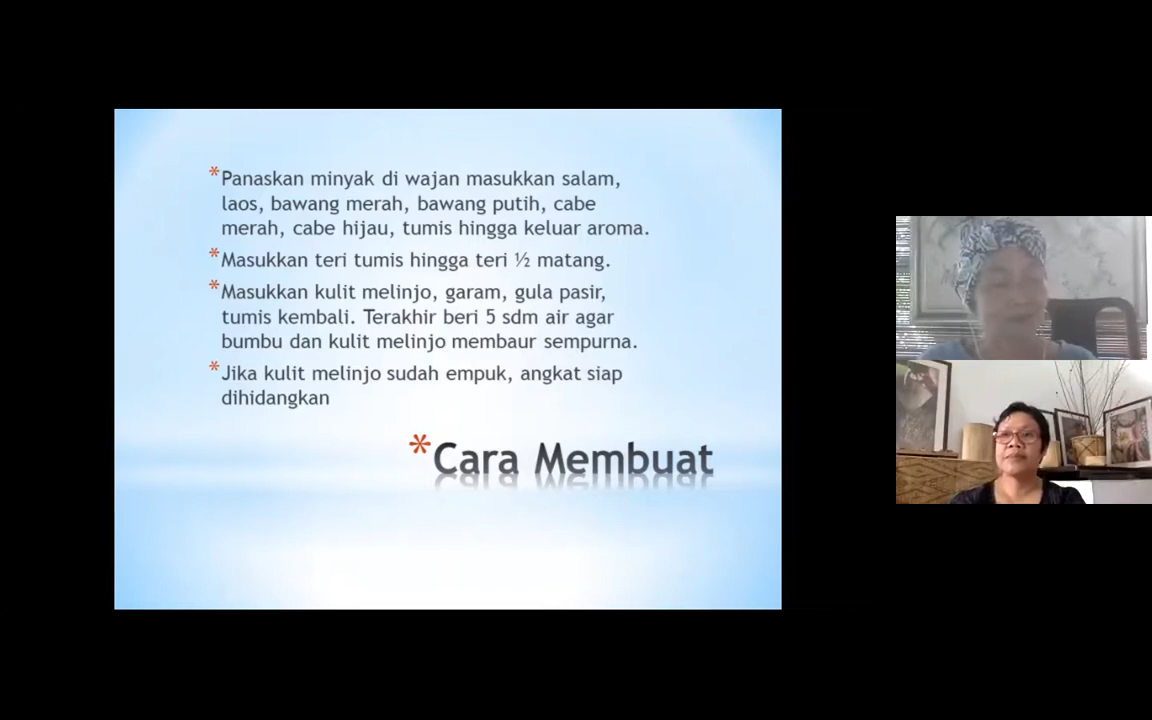 *Panaskan minyak di wajan masukkan salam,
laos, bawang merah, bawang putih, cabe
merah, cabe hijau, tumis hingga keluar aroma.
*Masukkan teri tumis hingga teri ½ matang.
*Masukkan kulit melinjo, garam, gula pasir,
tumis kembali. Terakhir beri 5 sdm air agar
bumbu dan kulit melinjo membaur sempurna.
*Jika kulit melinjo sudah empuk, angkat siap
dihidangkan
*Cara Membuat